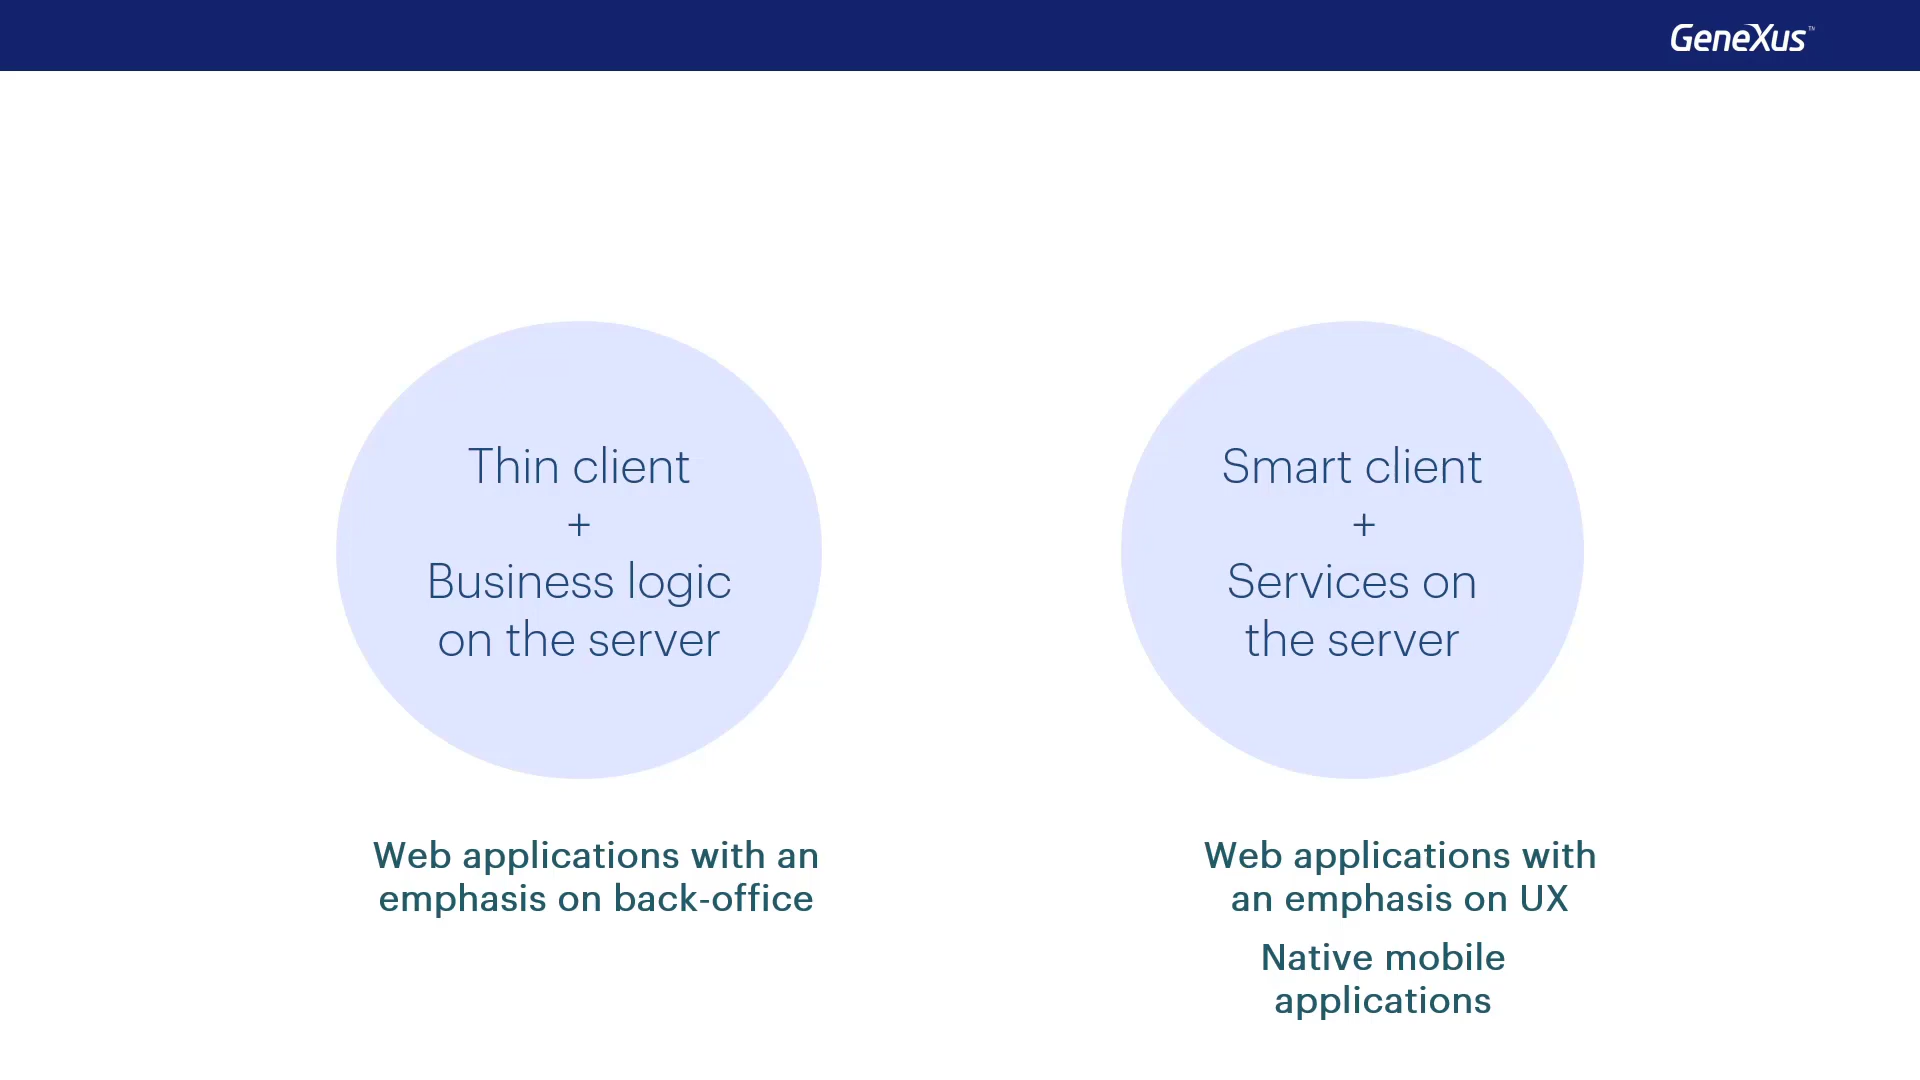 GeneXus™
Thin client
+
Business logic
on the server
Smart client
+
Services on
the server
Web applications with an
emphasis on back-office
Web applications with
an emphasis on UX
Native mobile
applications